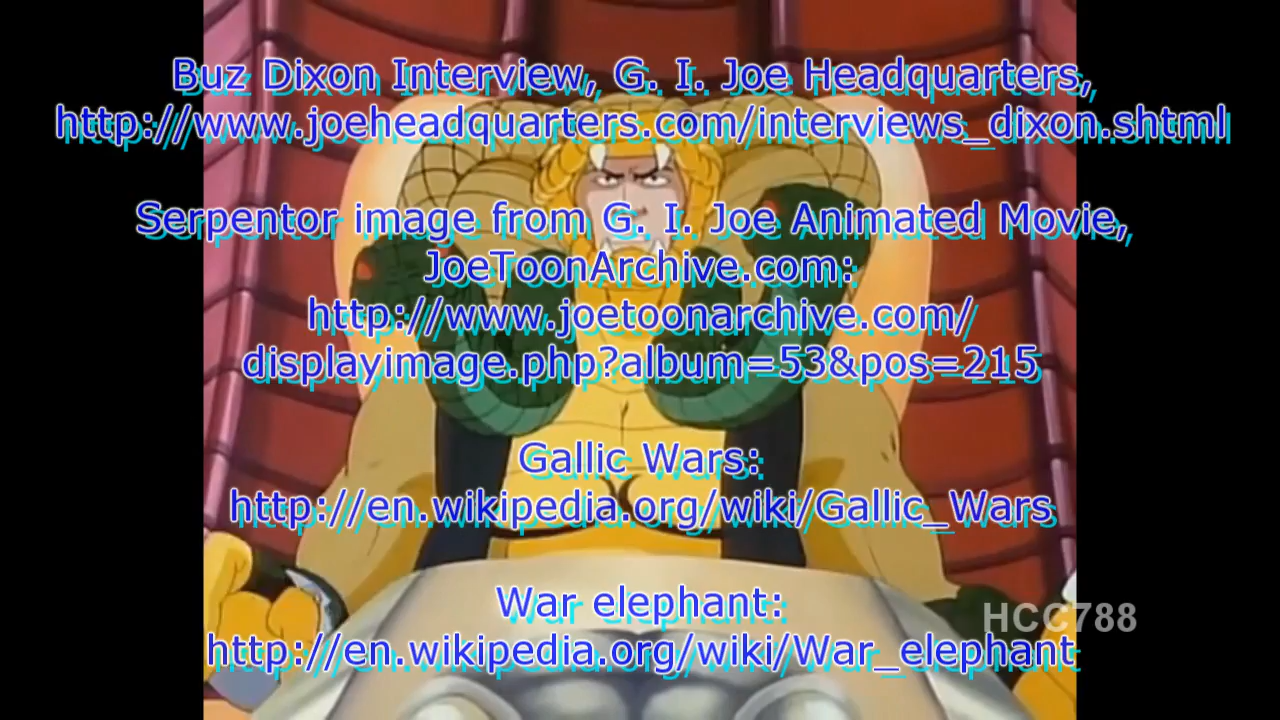 Buz Dixon Interview, G. I. Joe Headquarters,
http://www.joeheadquarters.com/interviews_dixon.shtml
Serpentor image from G. I. Joe Animated Movie,
JoeToonArchive.com:
http://www.joetoonarchive.com/
displayimage.php?album=53&pos=215
Gallic Wars:
http://en.wikipedia.org/wiki/Gallic_Wars
War elephant:
HCC788
http://en.wikipedia.org/wiki/War_elephant